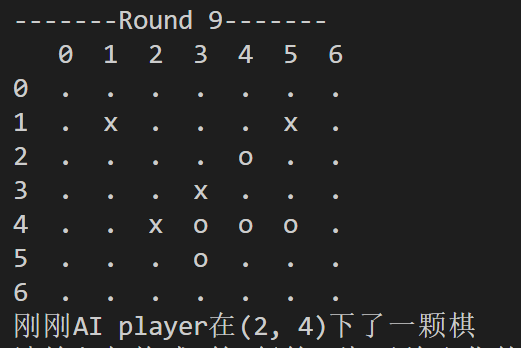 -------Round 9-------
   0  1  2  3  4  5  6
0  .  .  .  .  .  .  .
1  .  x  .  .  .  x  .
2  .  .  .  .  o  .  .
3  .  .  .  x  .  .  .
4  .  .  x  o  o  o  .
5  .  .  .  o  .  .  .
6  .  .  .  .  .  .  .
刚刚AI player在(2, 4)下了一颗棋